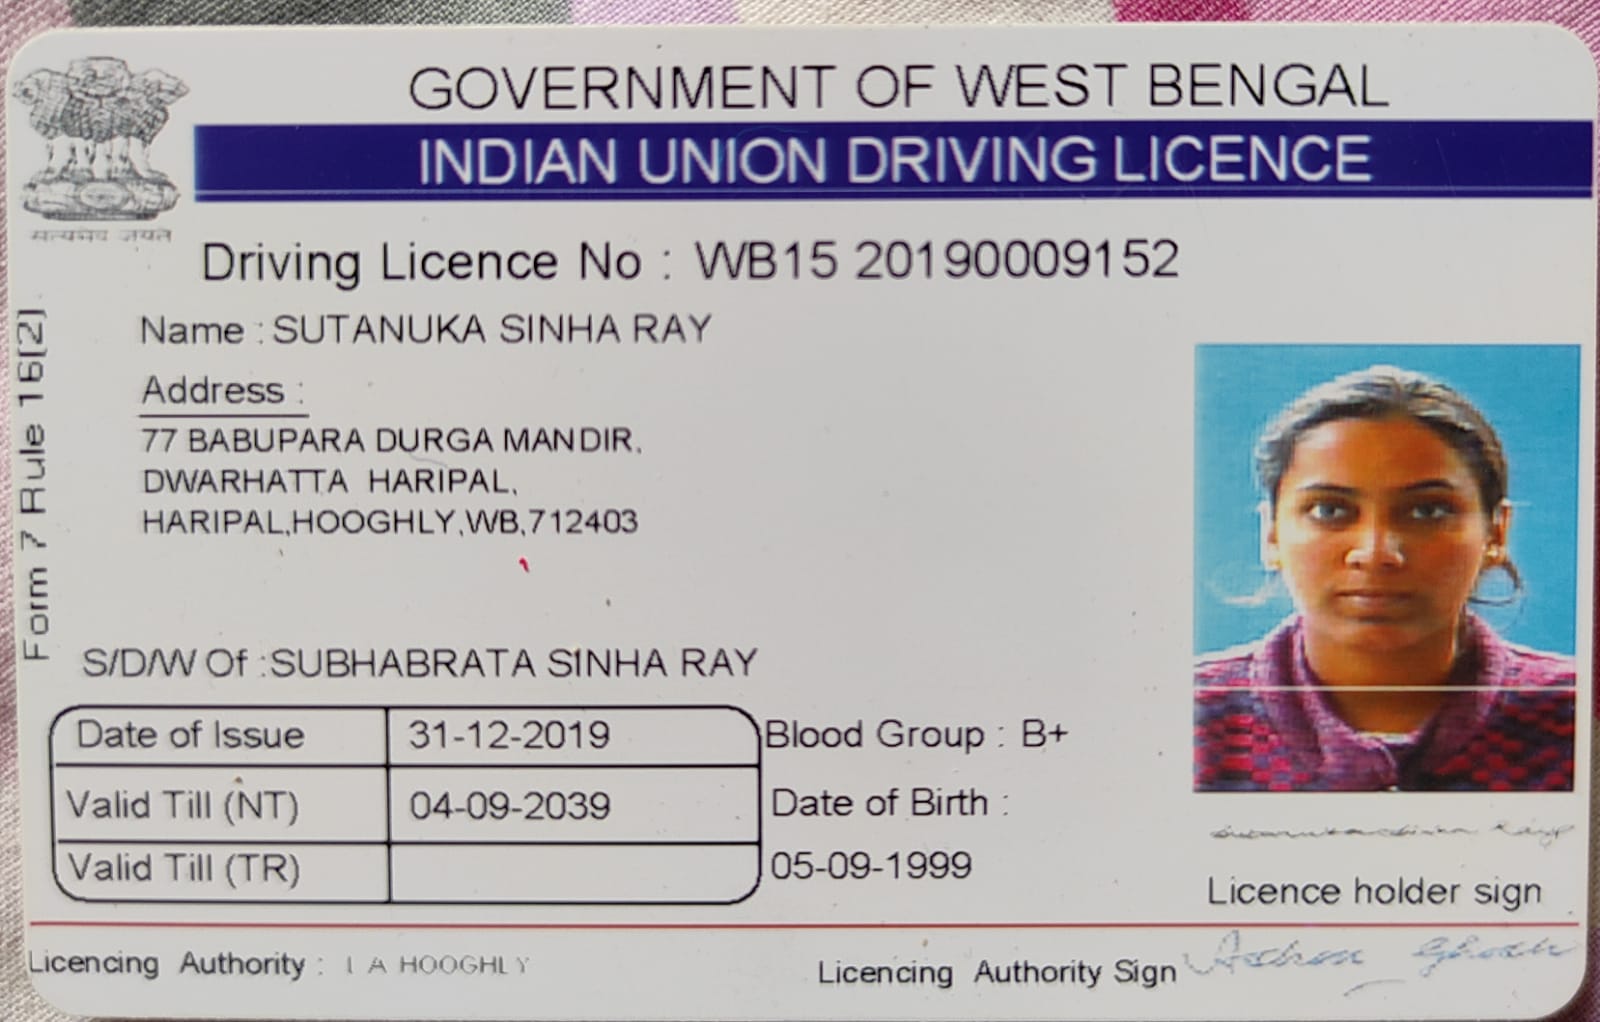 GOVERNMENT OF WEST BENGAL
INDIAN UNION DRIVING LICENCE
सत्यमेव जयते
Driving Licence No : WB15 20190009152
Form 7 Rule 16[2]
Name : SUTANUKA SINHA RAY
Address :
77 BABUPARA DURGA MANDIR,
DWARHATTA HARIPAL,
HARIPAL,HOOGHLY,WB,712403
S/D/W Of :SUBHABRATA SINHA RAY
Date of Issue 31-12-2019
Valid Till (NT) 04-09-2039
Valid Till (TR)
Blood Group : B+
Date of Birth :
05-09-1999
Sutanuka Sinha Ray
Licence holder sign
Licencing Authority : I A HOOGHLY
Licencing Authority Sign